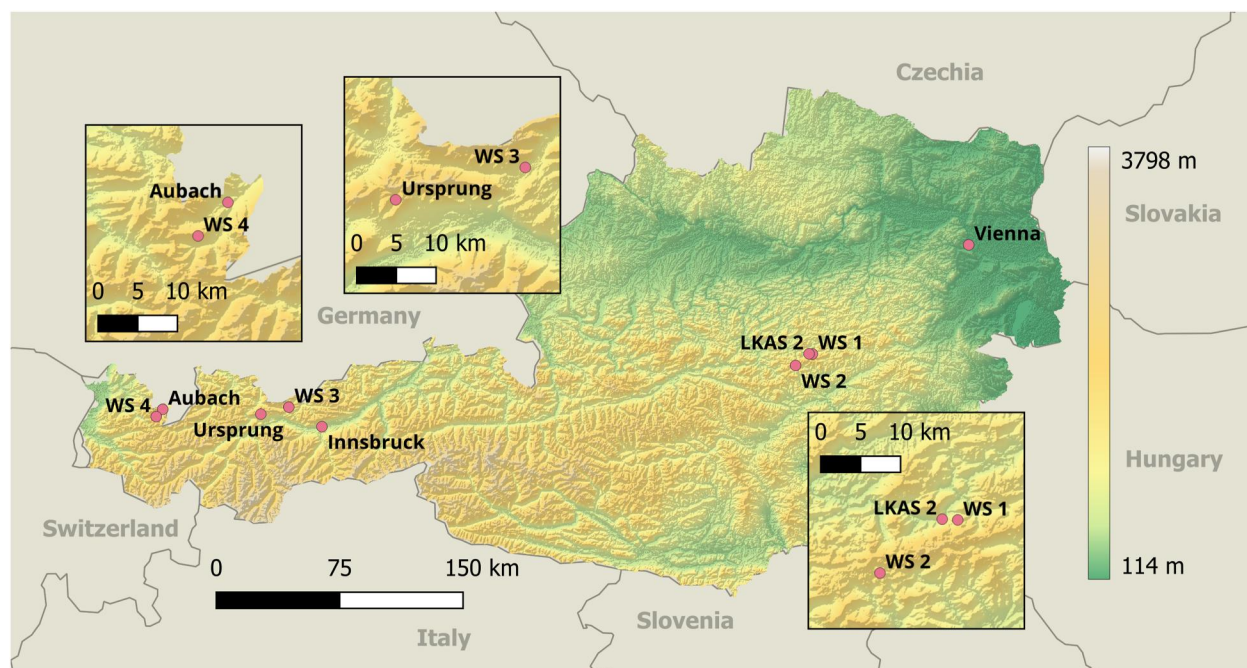 Czechia
3798 m
Slovakia
Vienna
Hungary
114 m
WS 3
Ursprung
0 5 10 km
Aubach
WS 4
0 5 10 km
Germany
LKAS 2 WS 1
WS 2
WS 4 Aubach
Ursprung
WS 3
Innsbruck
0 5 10 km
LKAS 2 WS 1
WS 2
Switzerland
0 75 150 km
Italy
Slovenia